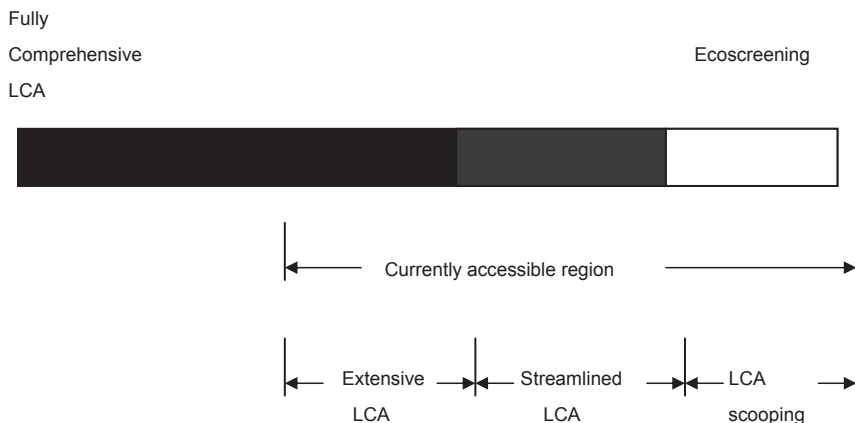 Fully
Comprehensive
LCA
Ecoscreening
Currently accessible region
Extensive
LCA
Streamlined
LCA
LCA
scooping